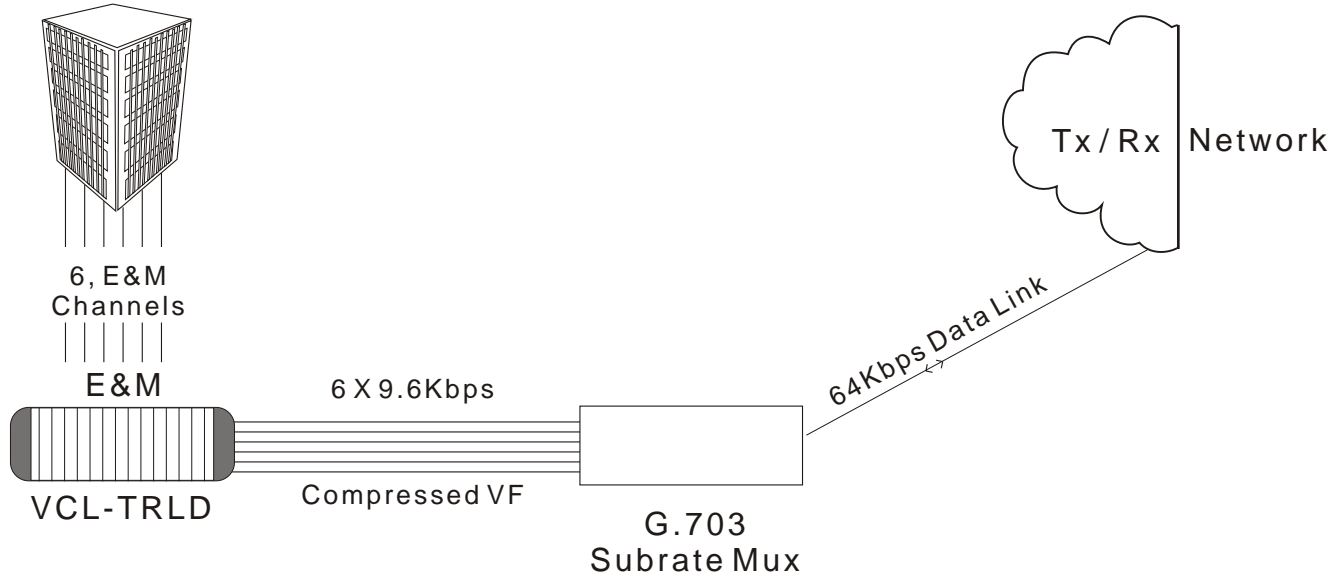 6, E&M
Channels
E&M
VCL-TRLD
6 X 9.6Kbps
Compressed VF
G.703
Subrate Mux
64Kbps Data Link
Tx / Rx
Network